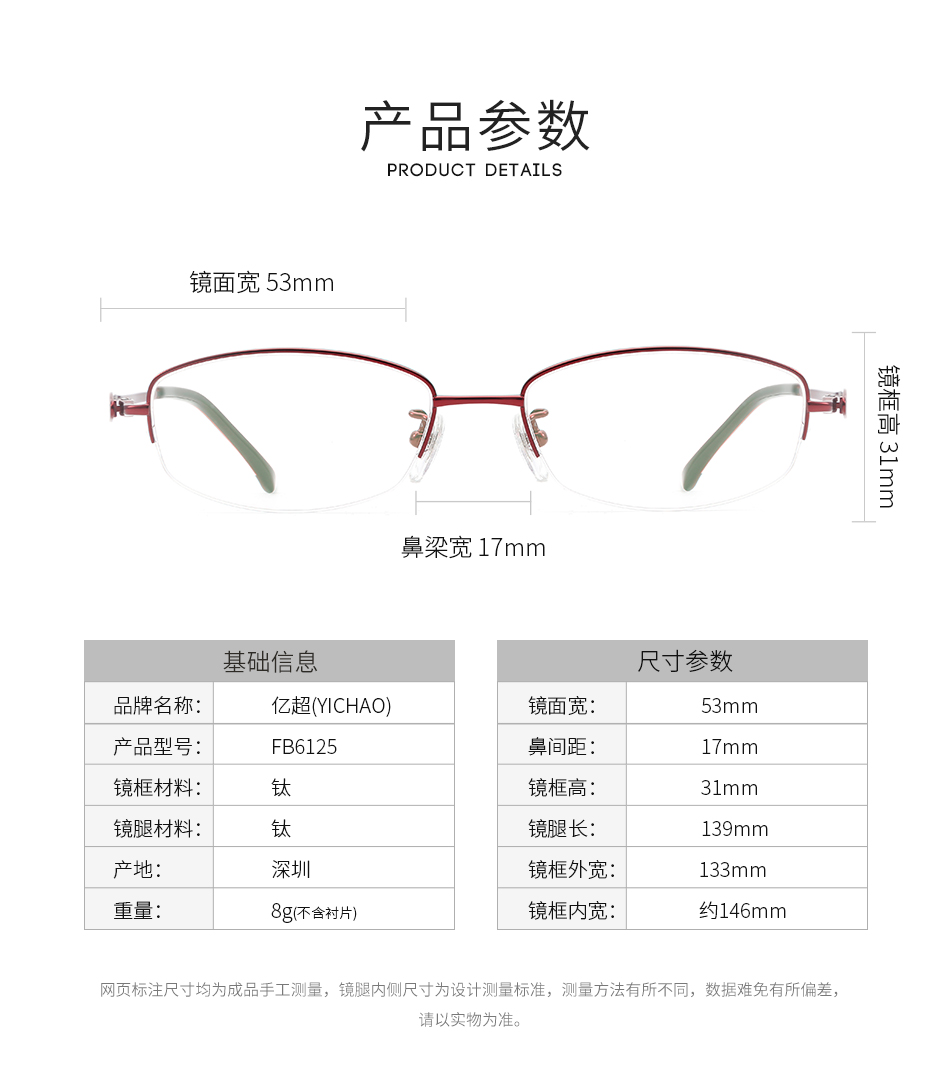 产品参数
PRODUCT DETAILS
镜面宽 53mm
镜框高 31mm
鼻梁宽 17mm
基础信息
品牌名称： 亿超(YICHAO)
产品型号： FB6125
镜框材料： 钛
镜腿材料： 钛
产地： 深圳
重量： 8g(不含衬片)
尺寸参数
镜面宽： 53mm
鼻间距： 17mm
镜框高： 31mm
镜腿长： 139mm
镜框外宽： 133mm
镜框内宽： 约146mm
网页标注尺寸均为成品手工测量，镜腿内侧尺寸为设计测量标准，测量方法有所不同，数据难免有所偏差，
请以实物为准。